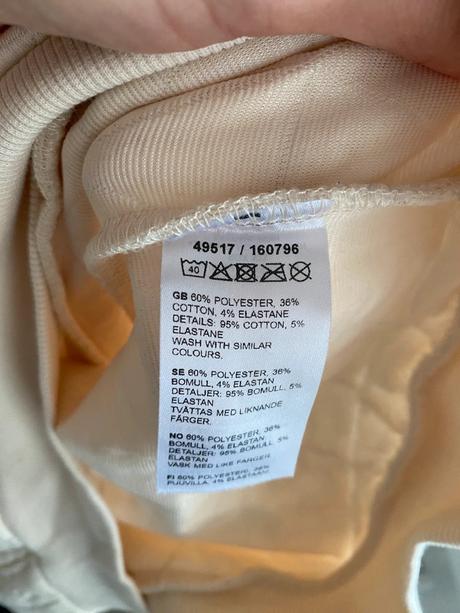 49517 / 160796
40
GB 60% POLYESTER, 36%
COTTON, 4% ELASTANE
DETAILS: 95% COTTON, 5%
ELASTANE
WASH WITH SIMILAR
COLOURS.
SE 60% POLYESTER, 36%
BOMULL, 4% ELASTAN
DETALJER: 95% BOMULL, 5%
ELASTAN
TVÄTTAS MED LIKNANDE
FÄRGER.
NO 60% POLYESTER, 36%
BOMULL, 4% ELASTAN
DETALJER: 95% BOMULL, 5%
ELASTAN
VASK MED LIKE FARGER.
FI 60% POLYESTER, 36%
PUUVILLA, 4% ELASTAANI